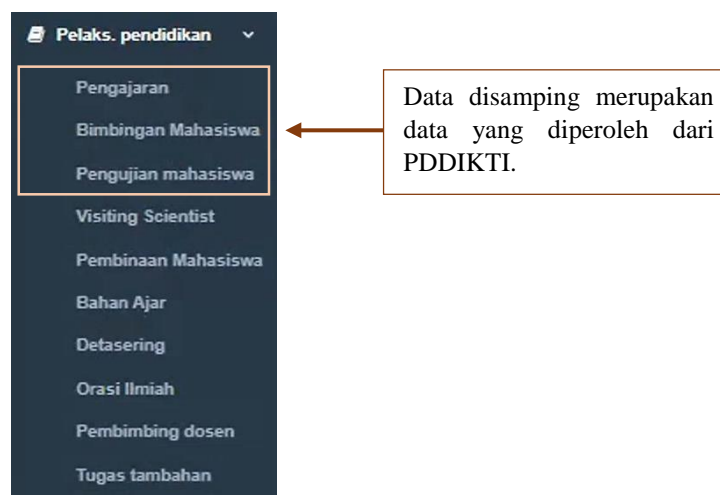 Pelaks. pendidikan
Pengajaran
Bimbingan Mahasiswa
Pengujian mahasiswa
Visiting Scientist
Pembinaan Mahasiswa
Bahan Ajar
Detasering
Orasi Ilmiah
Pembimbing dosen
Tugas tambahan
Data disamping merupakan
data yang diperoleh dari
PDDIKTI.